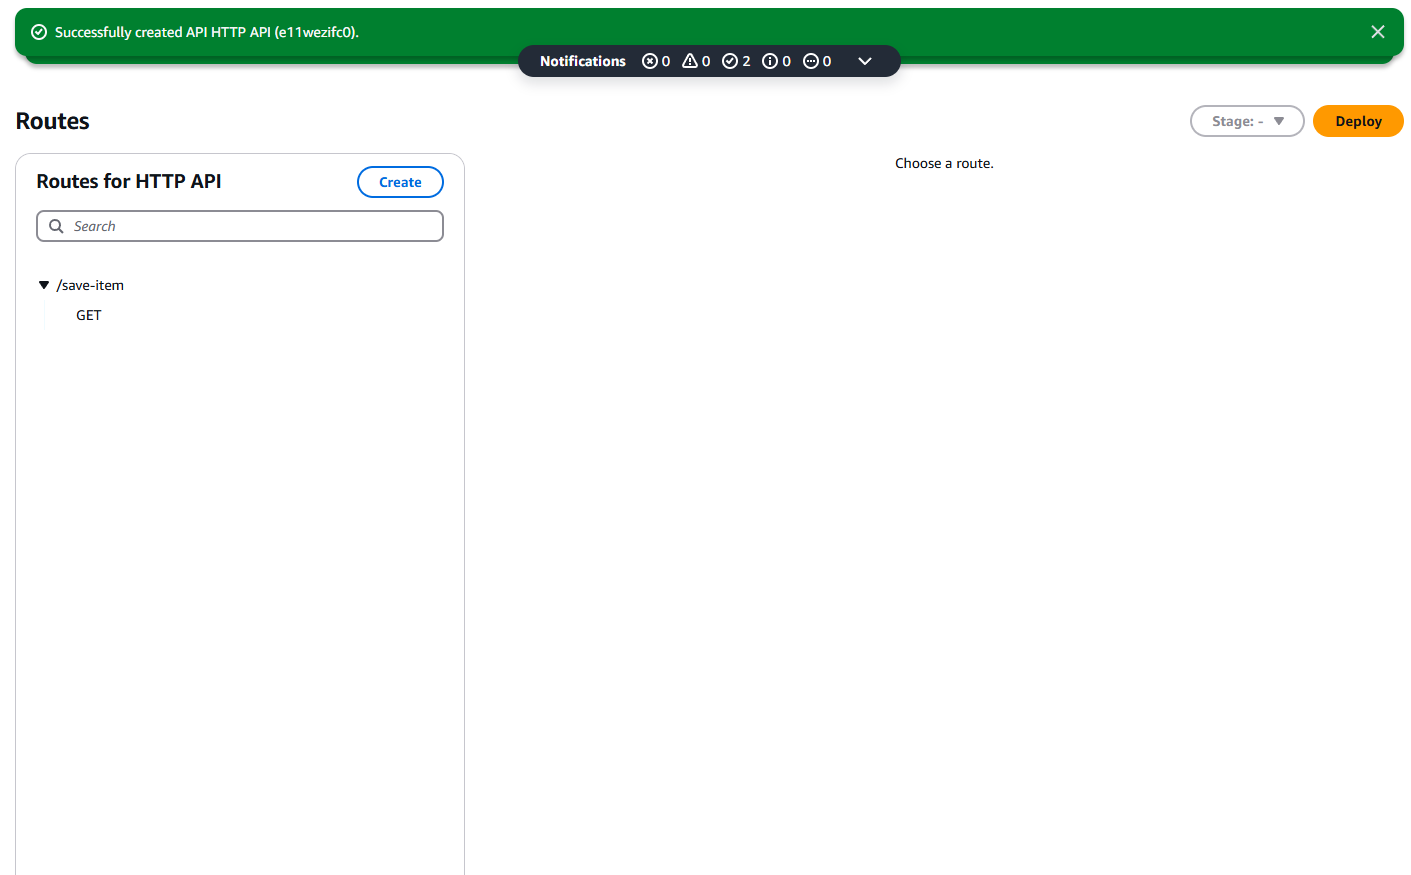 Successfully created API HTTP API (e11wezifc0).
Notifications 0 0 2 0 0
Routes
Stage: -
Deploy
Routes for HTTP API
Create
Choose a route.
Search
/save-item
GET